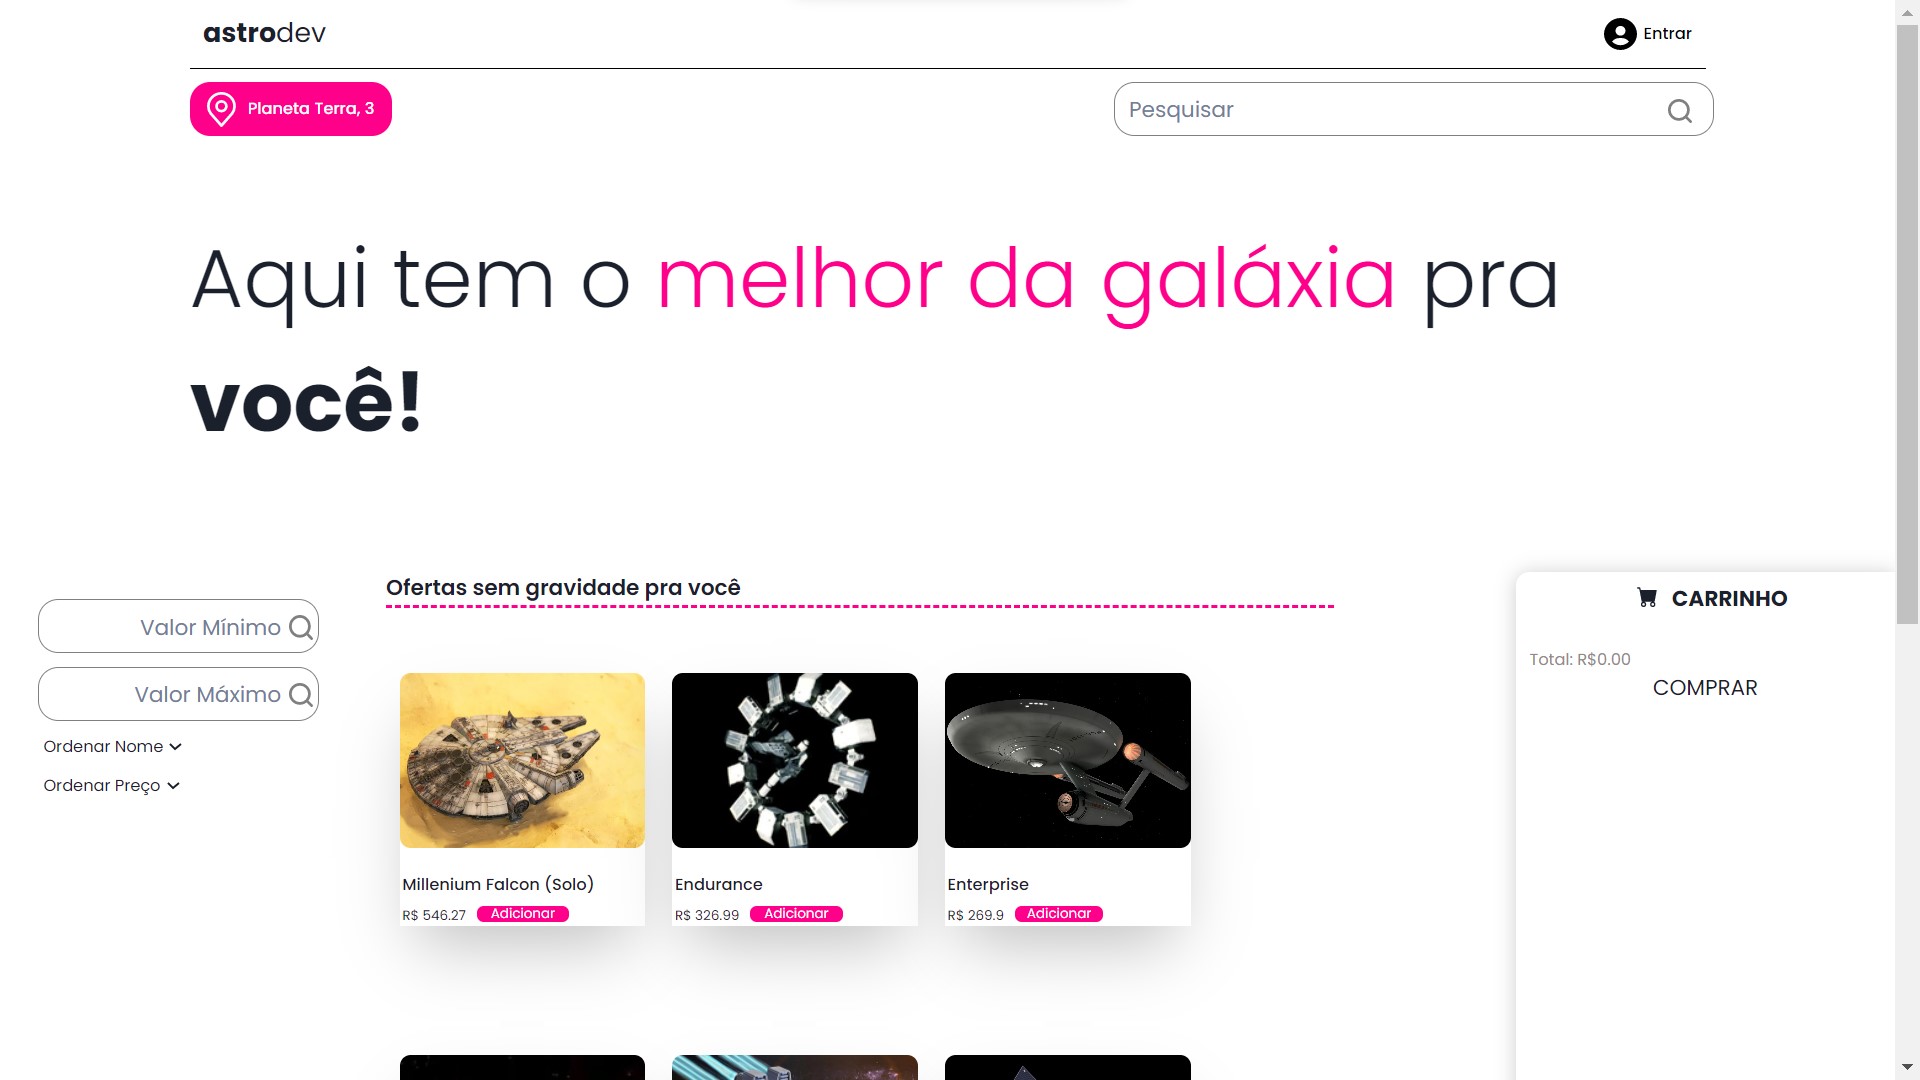 astrodev
Entrar
Planeta Terra, 3
Pesquisar
Aqui tem o melhor da galáxia pra
você!
Ofertas sem gravidade pra você
Valor Mínimo
Valor Máximo
Ordenar Nome
Ordenar Preço
Millenium Falcon (Solo)
R$ 546.27 Adicionar
Endurance
R$ 326.99 Adicionar
Enterprise
R$ 269.9 Adicionar
CARRINHO
Total: R$0.00
COMPRAR